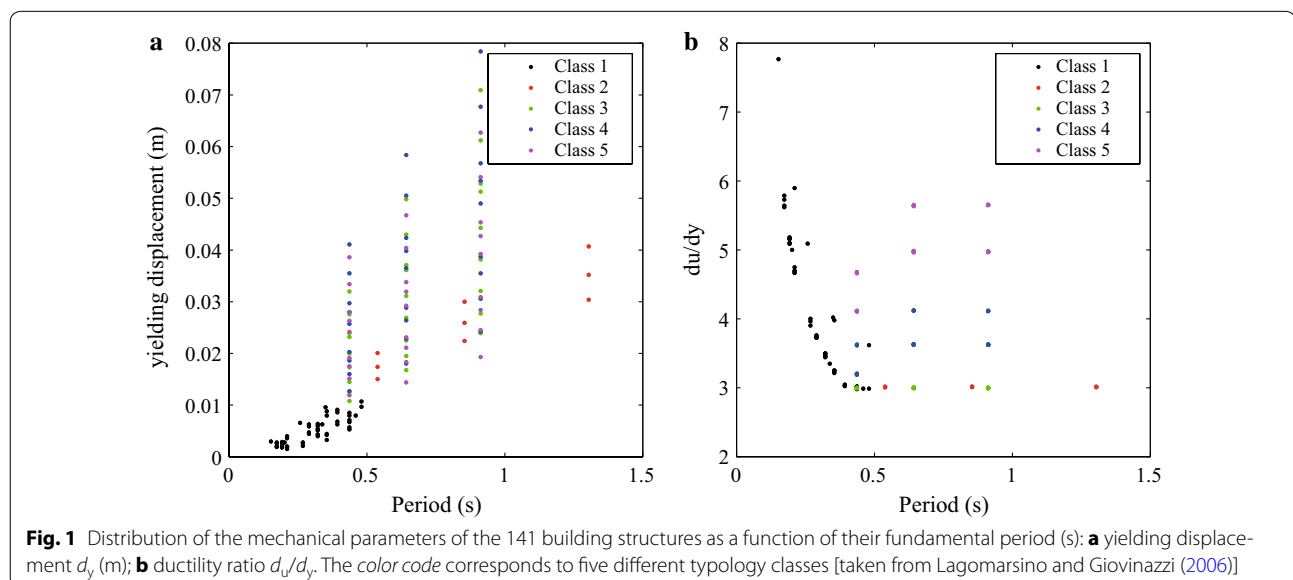 a
0.08
0.07
0.06
0.05
0.04
0.03
0.02
0.01
0
yielding displacement (m)
0
0.5
1
1.5
Period (s)
Class 1
Class 2
Class 3
Class 4
Class 5
b
8
7
6
5
4
3
2
du/dy
0
0.5
1
1.5
Period (s)
Class 1
Class 2
Class 3
Class 4
Class 5
Fig. 1 Distribution of the mechanical parameters of the 141 building structures as a function of their fundamental period (s): a yielding displace-
ment dy (m); b ductility ratio du/dy. The color code corresponds to five different typology classes [taken from Lagomarsino and Giovinazzi (2006)]